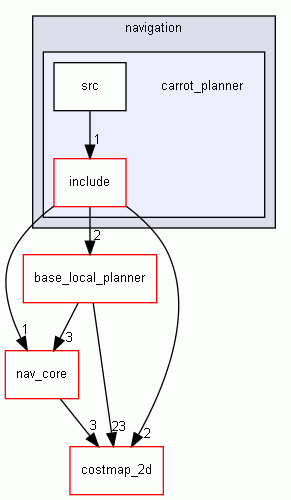 navigation
src
carrot_planner
1
include
2
base_local_planner
1
3
nav_core
3
23
2
costmap_2d